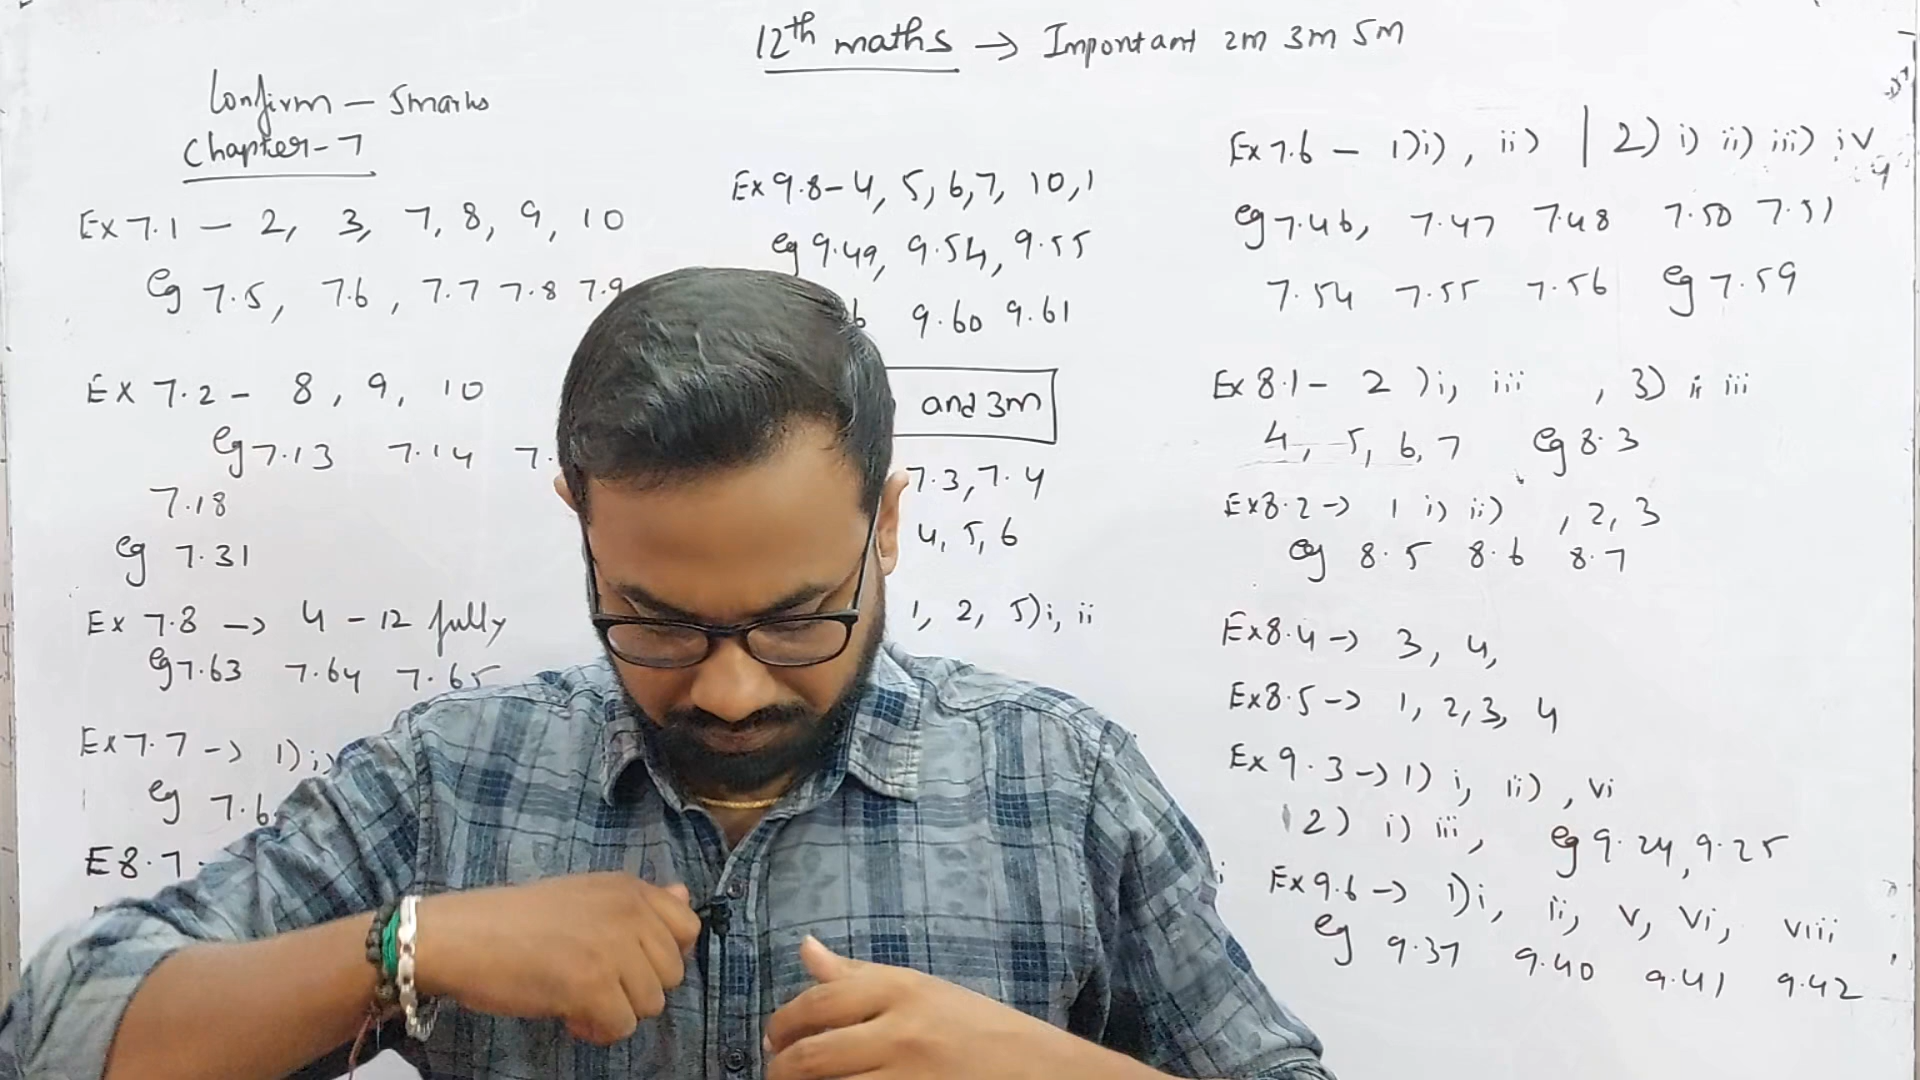 12th maths → Important 2m 3m 5m
Confirm - 5marks
Chapter-7
Ex 7.1 - 2, 3, 7, 8, 9, 10
eg 7.5, 7.6, 7.7 7.8 7.9
Ex 7.2 - 8, 9, 10
eg 7.13 7.14 7.
7.18
eg 7.31
Ex 7.8 → 4 - 12 fully
eg 7.63 7.64 7.65
Ex 7.7 → 1) i,
eg 7.6
E 8.7
Ex 9.8 - 4, 5, 6, 7, 10, 1
eg 9.49, 9.54, 9.55
9.60 9.61
and 3m
7.3, 7.4
4, 5, 6
1, 2, 5) i, ii
Ex 7.6 - 1) i), ii) | 2) i) ii) iii) iv
eg 7.46, 7.47 7.48 7.50 7.51
7.54 7.55 7.56 eg 7.59
Ex 8.1 - 2) i, iii, 3) ii iii
4, 5, 6, 7 eg 8.3
Ex 8.2 → 1 i) ii), 2, 3
eg 8.5 8.6 8.7
Ex 8.4 → 3, 4,
Ex 8.5 → 1, 2, 3, 4
Ex 9.3 → 1) i, ii), vi
2) i) iii, eg 9.24, 9.25
Ex 9.6 → 1) i, ii, v, vi, viii
eg 9.37 9.40 9.41 9.42